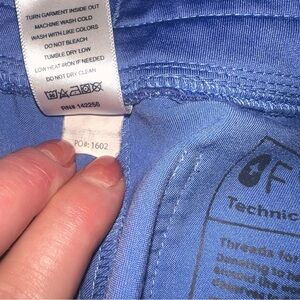 TURN GARMENT INSIDE OUT
MACHINE WASH COLD
WASH WITH LIKE COLORS
DO NOT BLEACH
TUMBLE DRY LOW
LOW HEAT IRON IF NEEDED
DO NOT DRY CLEAN
RN# 142256
PO#: 1602
F
Technic
Threads for